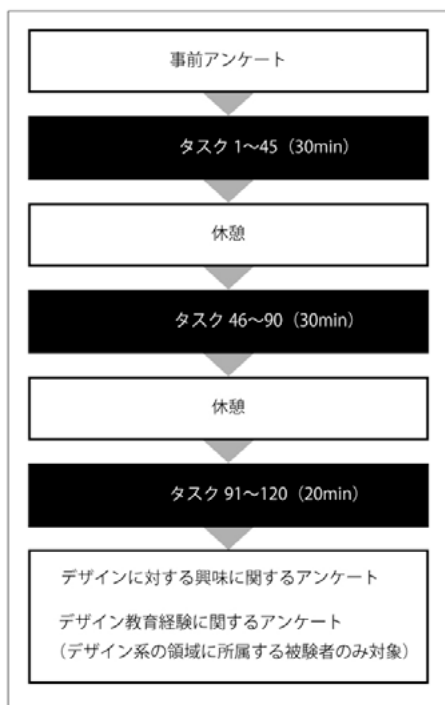 事前アンケート
タスク 1〜45（30min）
休憩
タスク 46〜90（30min）
休憩
タスク 91〜120（20min）
デザインに対する興味に関するアンケート
デザイン教育経験に関するアンケート
（デザイン系の領域に所属する被験者のみ対象）